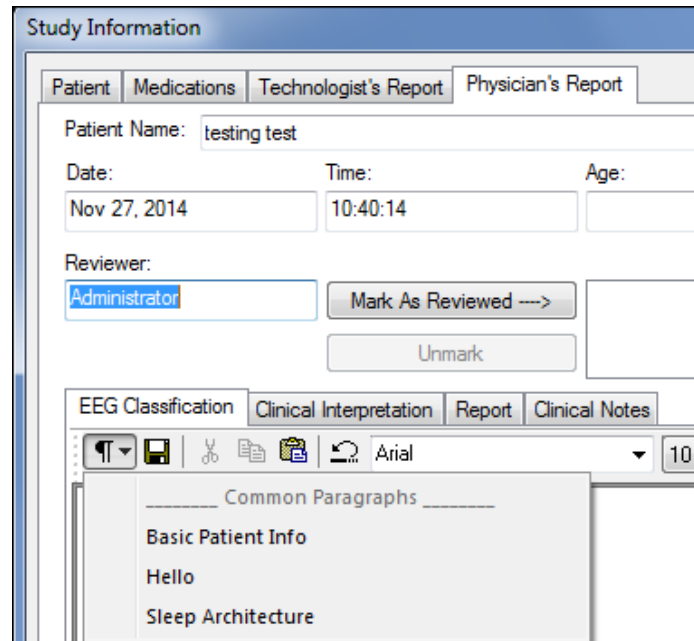 Study Information
Patient Medications Technologist's Report Physician's Report
Patient Name: testing test
Date: Time: Age:
Nov 27, 2014 10:40:14
Reviewer:
Administrator Mark As Reviewed ---->
Unmark
EEG Classification Clinical Interpretation Report Clinical Notes
¶ Arial 10
________ Common Paragraphs ________
Basic Patient Info
Hello
Sleep Architecture